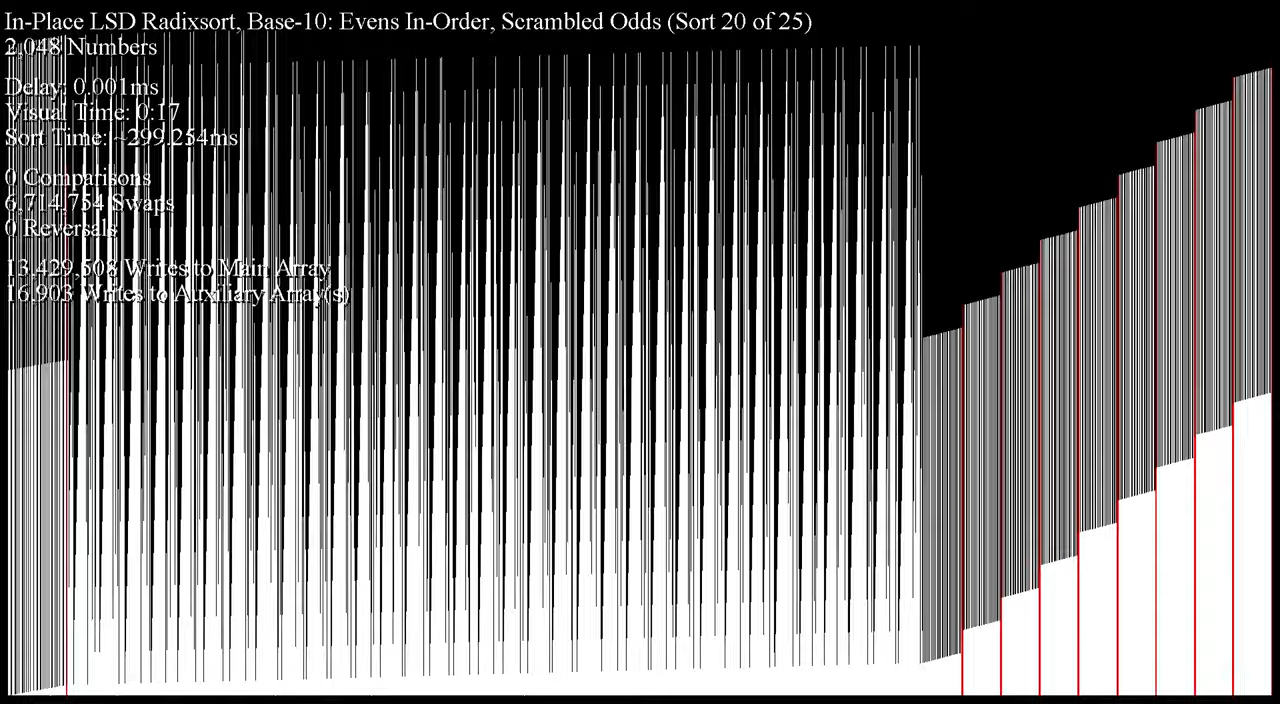 In-Place LSD Radixsort, Base-10: Evens In-Order, Scrambled Odds (Sort 20 of 25)
2,048 Numbers
Delay: 0.001ms
Visual Time: 0:17
Sort Time: ~299.254ms
0 Comparisons
6,714,754 Swaps
0 Reversals
13,429,508 Writes to Main Array
16,903 Writes to Auxiliary Array(s)